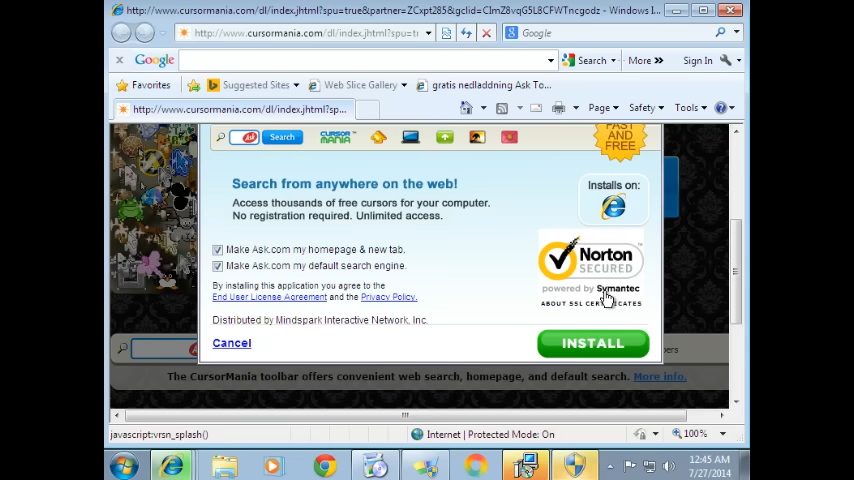 http://www.cursormania.com/dl/index.jhtml?spu=true&partner=ZCxpt285&gclid=CImZ8vqG5L8CFWTncgodz - Windows I...
http://www.cursormania.com/dl/index.jhtml?spu=t
Google
Google
Search
More »
Sign In
Favorites
Suggested Sites
Web Slice Gallery
gratis nedladdning Ask To...
http://www.cursormania.com/dl/index.jhtml?sp...
Page
Safety
Tools
Ask
Search
CURSOR MANIA
FAST AND FREE
Search from anywhere on the web!
Installs on:
Access thousands of free cursors for your computer.
No registration required. Unlimited access.
Make Ask.com my homepage & new tab.
Norton
SECURED
Make Ask.com my default search engine.
powered by Symantec
By installing this application you agree to the
End User License Agreement and the Privacy Policy.
ABOUT SSL CERTIFICATES
Distributed by Mindspark Interactive Network, Inc.
Cancel
INSTALL
The CursorMania toolbar offers convenient web search, homepage, and default search. More info.
javascript:vrsn_splash()
Internet | Protected Mode: On
100%
12:45 AM
7/27/2014